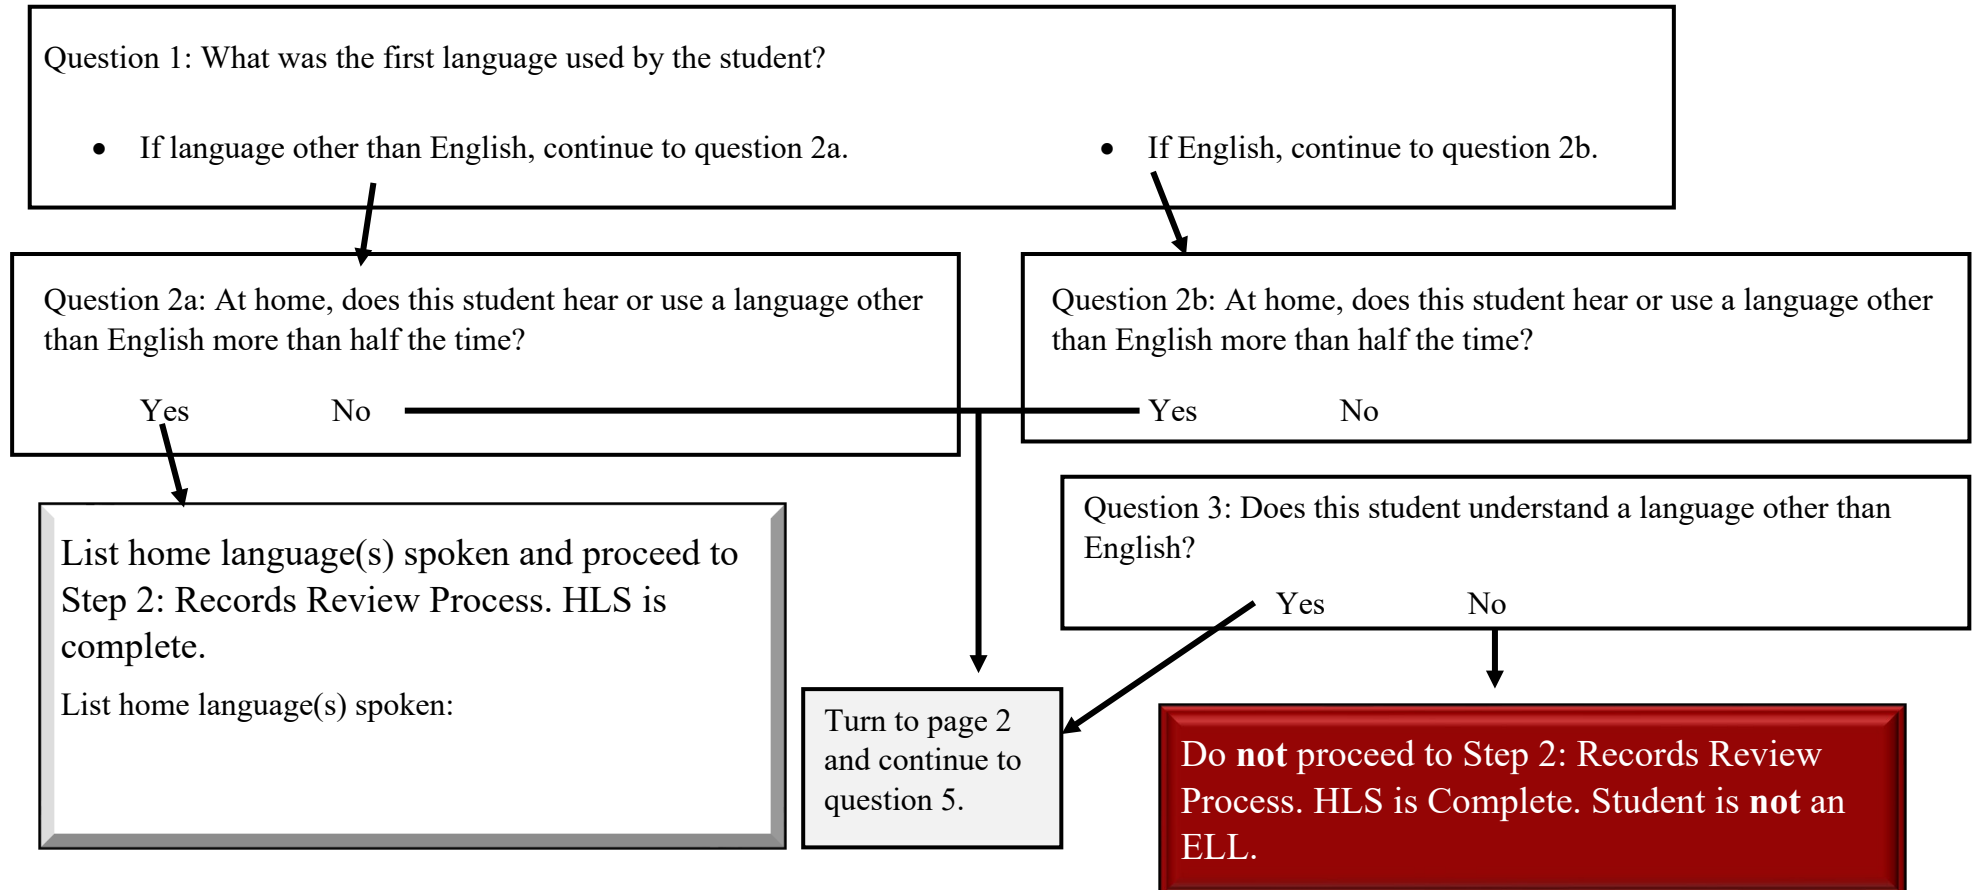 Question 1: What was the first language used by the student?
• If language other than English, continue to question 2a.
• If English, continue to question 2b.
Question 2a: At home, does this student hear or use a language other
than English more than half the time?
Yes No
Question 2b: At home, does this student hear or use a language other
than English more than half the time?
Yes No
Question 3: Does this student understand a language other than
English?
Yes No
List home language(s) spoken and proceed to
Step 2: Records Review Process. HLS is
complete.
List home language(s) spoken:
Turn to page 2
and continue to
question 5.
Do not proceed to Step 2: Records Review
Process. HLS is Complete. Student is not an
ELL.